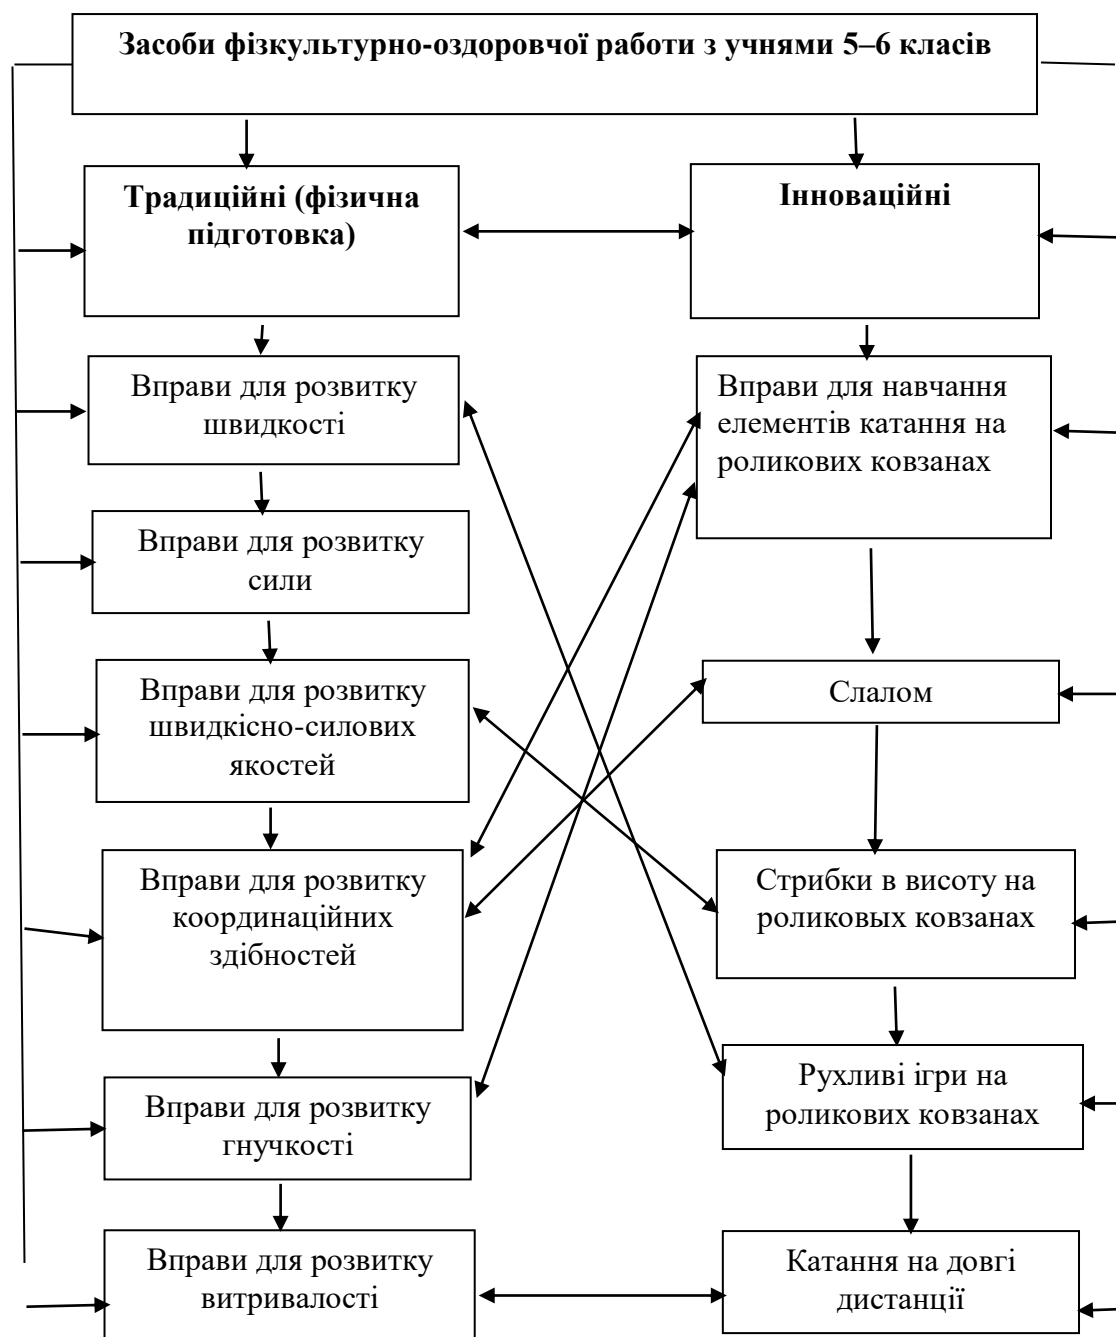 Засоби фізкультурно-оздоровчої работи з учнями 5–6 класів
Традиційні (фізична
підготовка)
Інноваційні
Вправи для розвитку
швидкості
Вправи для навчання
елементів катання на
роликових ковзанах
Вправи для розвитку
сили
Вправи для розвитку
швидкісно-силових
якостей
Слалом
Вправи для розвитку
координаційних
здібностей
Стрибки в висоту на
роликовых ковзанах
Вправи для розвитку
гнучкості
Рухливі ігри на
роликових ковзанах
Вправи для розвитку
витривалості
Катання на довгі
дистанції